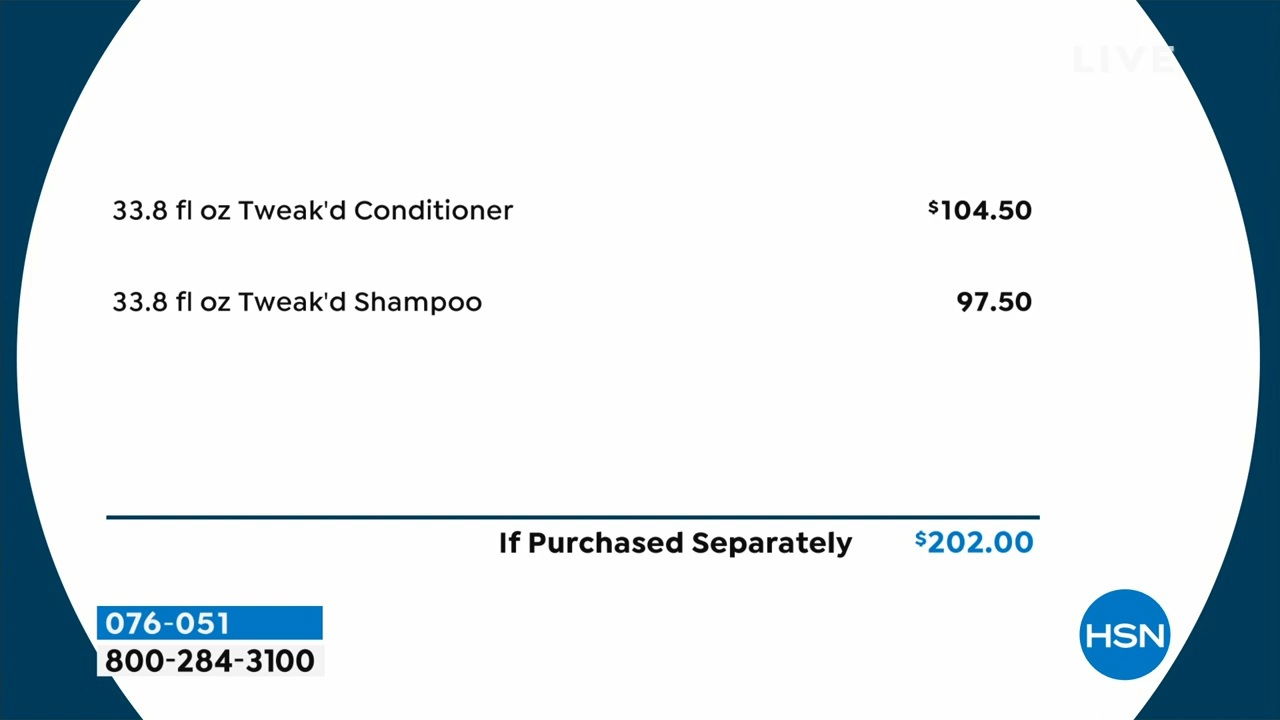 LIVE
33.8 fl oz Tweak'd Conditioner $104.50
33.8 fl oz Tweak'd Shampoo 97.50
If Purchased Separately $202.00
076-051
800-284-3100
HSN